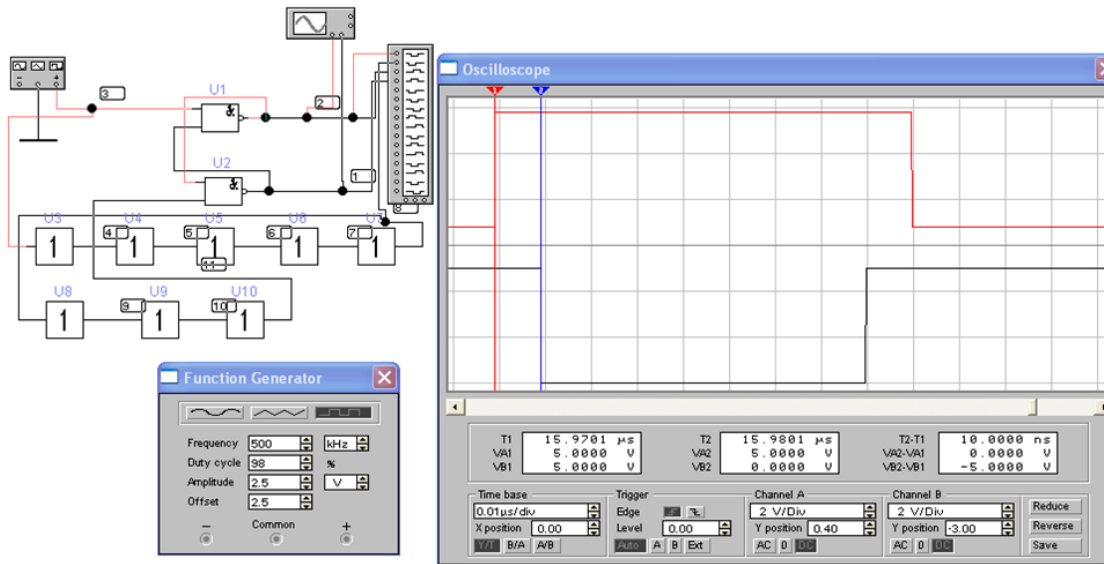 Oscilloscope
3
U1
&
2
U2
&
1
8
U3
U4
U5
U6
U7
4
5
6
7
1
1
1
1
1
11
U8
U9
U10
9
10
1
1
1
Function Generator
Frequency 500 kHz
Duty cycle 98 %
Amplitude 2.5 V
Offset 2.5
− Common +
1
2
T1 15.9701 µs T2 15.9801 µs T2-T1 10.0000 ns
VA1 5.0000 V VA2 5.0000 V VA2-VA1 0.0000 V
VB1 5.0000 V VB2 0.0000 V VB2-VB1 -5.0000 V
Time base Trigger Channel A Channel B
0.01µs/div Edge 2 V/Div 2 V/Div Reduce
X position 0.00 Level 0.00 Y position 0.40 Y position -3.00 Reverse
Y/T B/A A/B Auto A B Ext AC 0 DC AC 0 DC Save